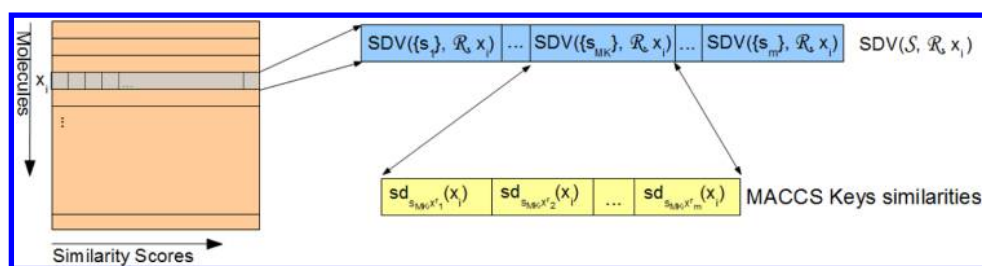 Molecules
x_i
...
⋮
Similarity Scores
SDV({s_1}, ℛ, x_i) ... SDV({s_MK}, ℛ, x_i) ... SDV({s_m}, ℛ, x_i) SDV(𝒮, ℛ, x_i)
sd_{s_MK,x^r_1}(x_i) sd_{s_MK,x^r_2}(x_i) ... sd_{s_MK,x^r_m}(x_i) MACCS Keys similarities